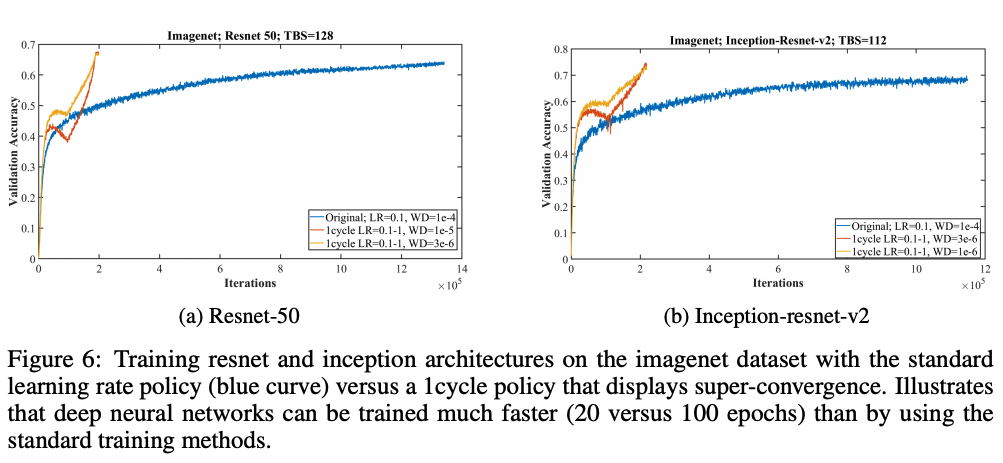 Imagenet; Resnet 50; TBS=128
0.7
0.6
0.5
0.4
0.3
0.2
0.1
0
Validation Accuracy
Original; LR=0.1, WD=1e-4
1cycle LR=0.1-1, WD=1e-5
1cycle LR=0.1-1, WD=3e-6
0 2 4 6 8 10 12 14
Iterations
×10^5
(a) Resnet-50
Imagenet; Inception-Resnet-v2; TBS=112
0.8
0.7
0.6
0.5
0.4
0.3
0.2
0.1
0
Validation Accuracy
Original; LR=0.1, WD=1e-4
1cycle LR=0.1-1, WD=3e-6
1cycle LR=0.1-1, WD=1e-6
0 2 4 6 8 10 12
Iterations
×10^5
(b) Inception-resnet-v2
Figure 6: Training resnet and inception architectures on the imagenet dataset with the standard
learning rate policy (blue curve) versus a 1cycle policy that displays super-convergence. Illustrates
that deep neural networks can be trained much faster (20 versus 100 epochs) than by using the
standard training methods.